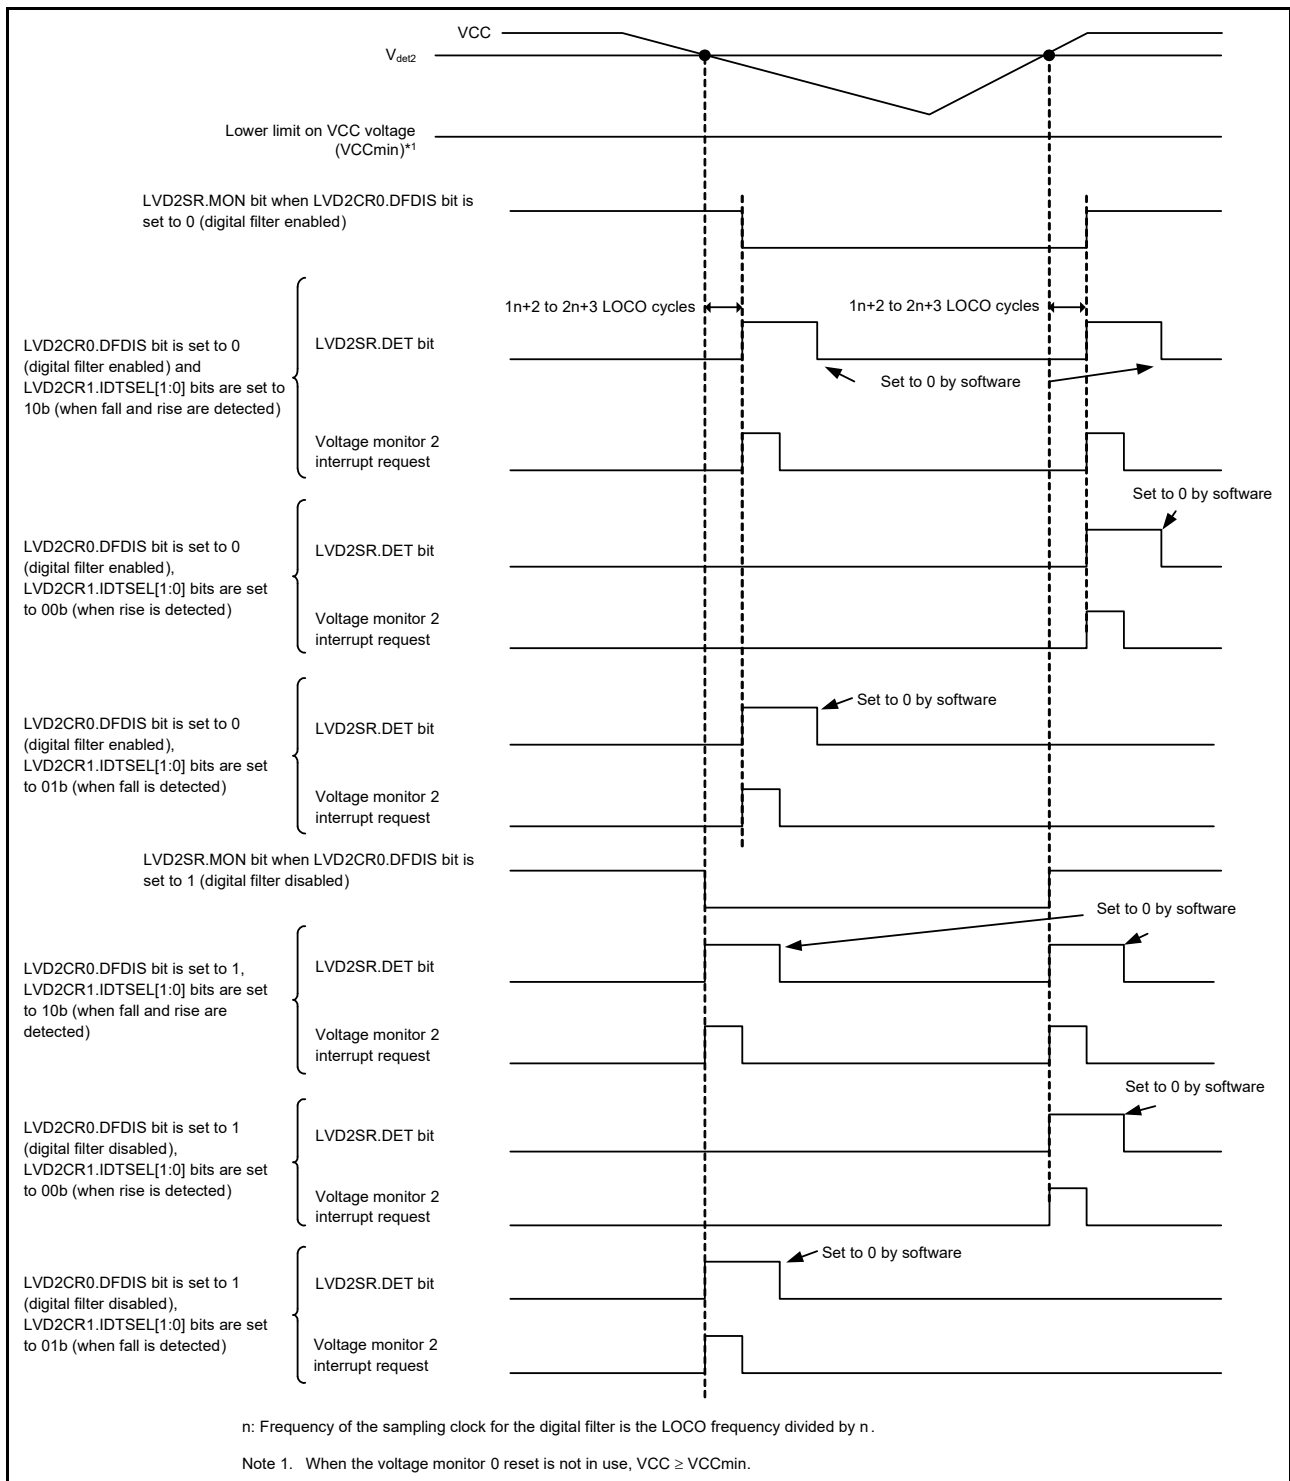 VCC
Vdet2
Lower limit on VCC voltage
(VCCmin)*1
LVD2SR.MON bit when LVD2CR0.DFDIS bit is
set to 0 (digital filter enabled)
1n+2 to 2n+3 LOCO cycles
1n+2 to 2n+3 LOCO cycles
LVD2CR0.DFDIS bit is set to 0
(digital filter enabled) and
LVD2CR1.IDTSEL[1:0] bits are set to
10b (when fall and rise are detected)
LVD2SR.DET bit
Set to 0 by software
Voltage monitor 2
interrupt request
Set to 0 by software
LVD2CR0.DFDIS bit is set to 0
(digital filter enabled),
LVD2CR1.IDTSEL[1:0] bits are set
to 00b (when rise is detected)
LVD2SR.DET bit
Voltage monitor 2
interrupt request
LVD2CR0.DFDIS bit is set to 0
(digital filter enabled),
LVD2CR1.IDTSEL[1:0] bits are set
to 01b (when fall is detected)
LVD2SR.DET bit
Set to 0 by software
Voltage monitor 2
interrupt request
LVD2SR.MON bit when LVD2CR0.DFDIS bit is
set to 1 (digital filter disabled)
Set to 0 by software
LVD2CR0.DFDIS bit is set to 1,
LVD2CR1.IDTSEL[1:0] bits are set
to 10b (when fall and rise are
detected)
LVD2SR.DET bit
Voltage monitor 2
interrupt request
Set to 0 by software
LVD2CR0.DFDIS bit is set to 1
(digital filter disabled),
LVD2CR1.IDTSEL[1:0] bits are set
to 00b (when rise is detected)
LVD2SR.DET bit
Voltage monitor 2
interrupt request
LVD2CR0.DFDIS bit is set to 1
(digital filter disabled),
LVD2CR1.IDTSEL[1:0] bits are set
to 01b (when fall is detected)
LVD2SR.DET bit
Set to 0 by software
Voltage monitor 2
interrupt request
n: Frequency of the sampling clock for the digital filter is the LOCO frequency divided by n.
Note 1. When the voltage monitor 0 reset is not in use, VCC ≥ VCCmin.